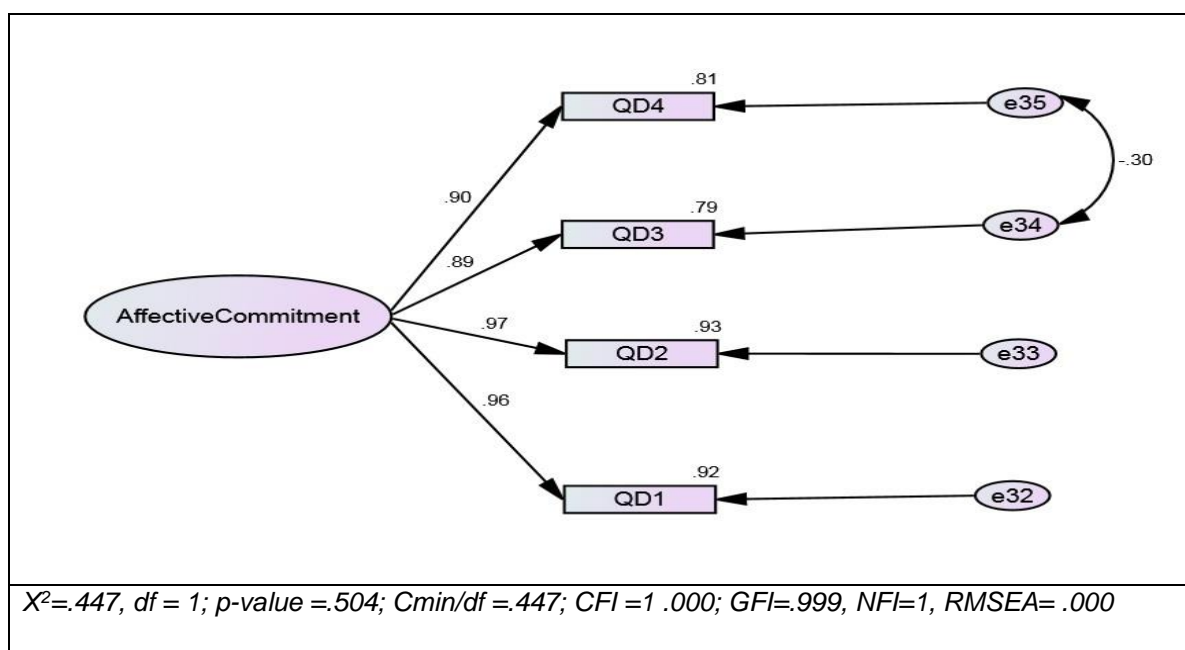 .81
QD4
e35
-.30
.90
.79
QD3
e34
.89
AffectiveCommitment
.97
.93
QD2
e33
.96
.92
QD1
e32
X²=.447, df = 1; p-value =.504; Cmin/df =.447; CFI =1 .000; GFI=.999, NFI=1, RMSEA= .000